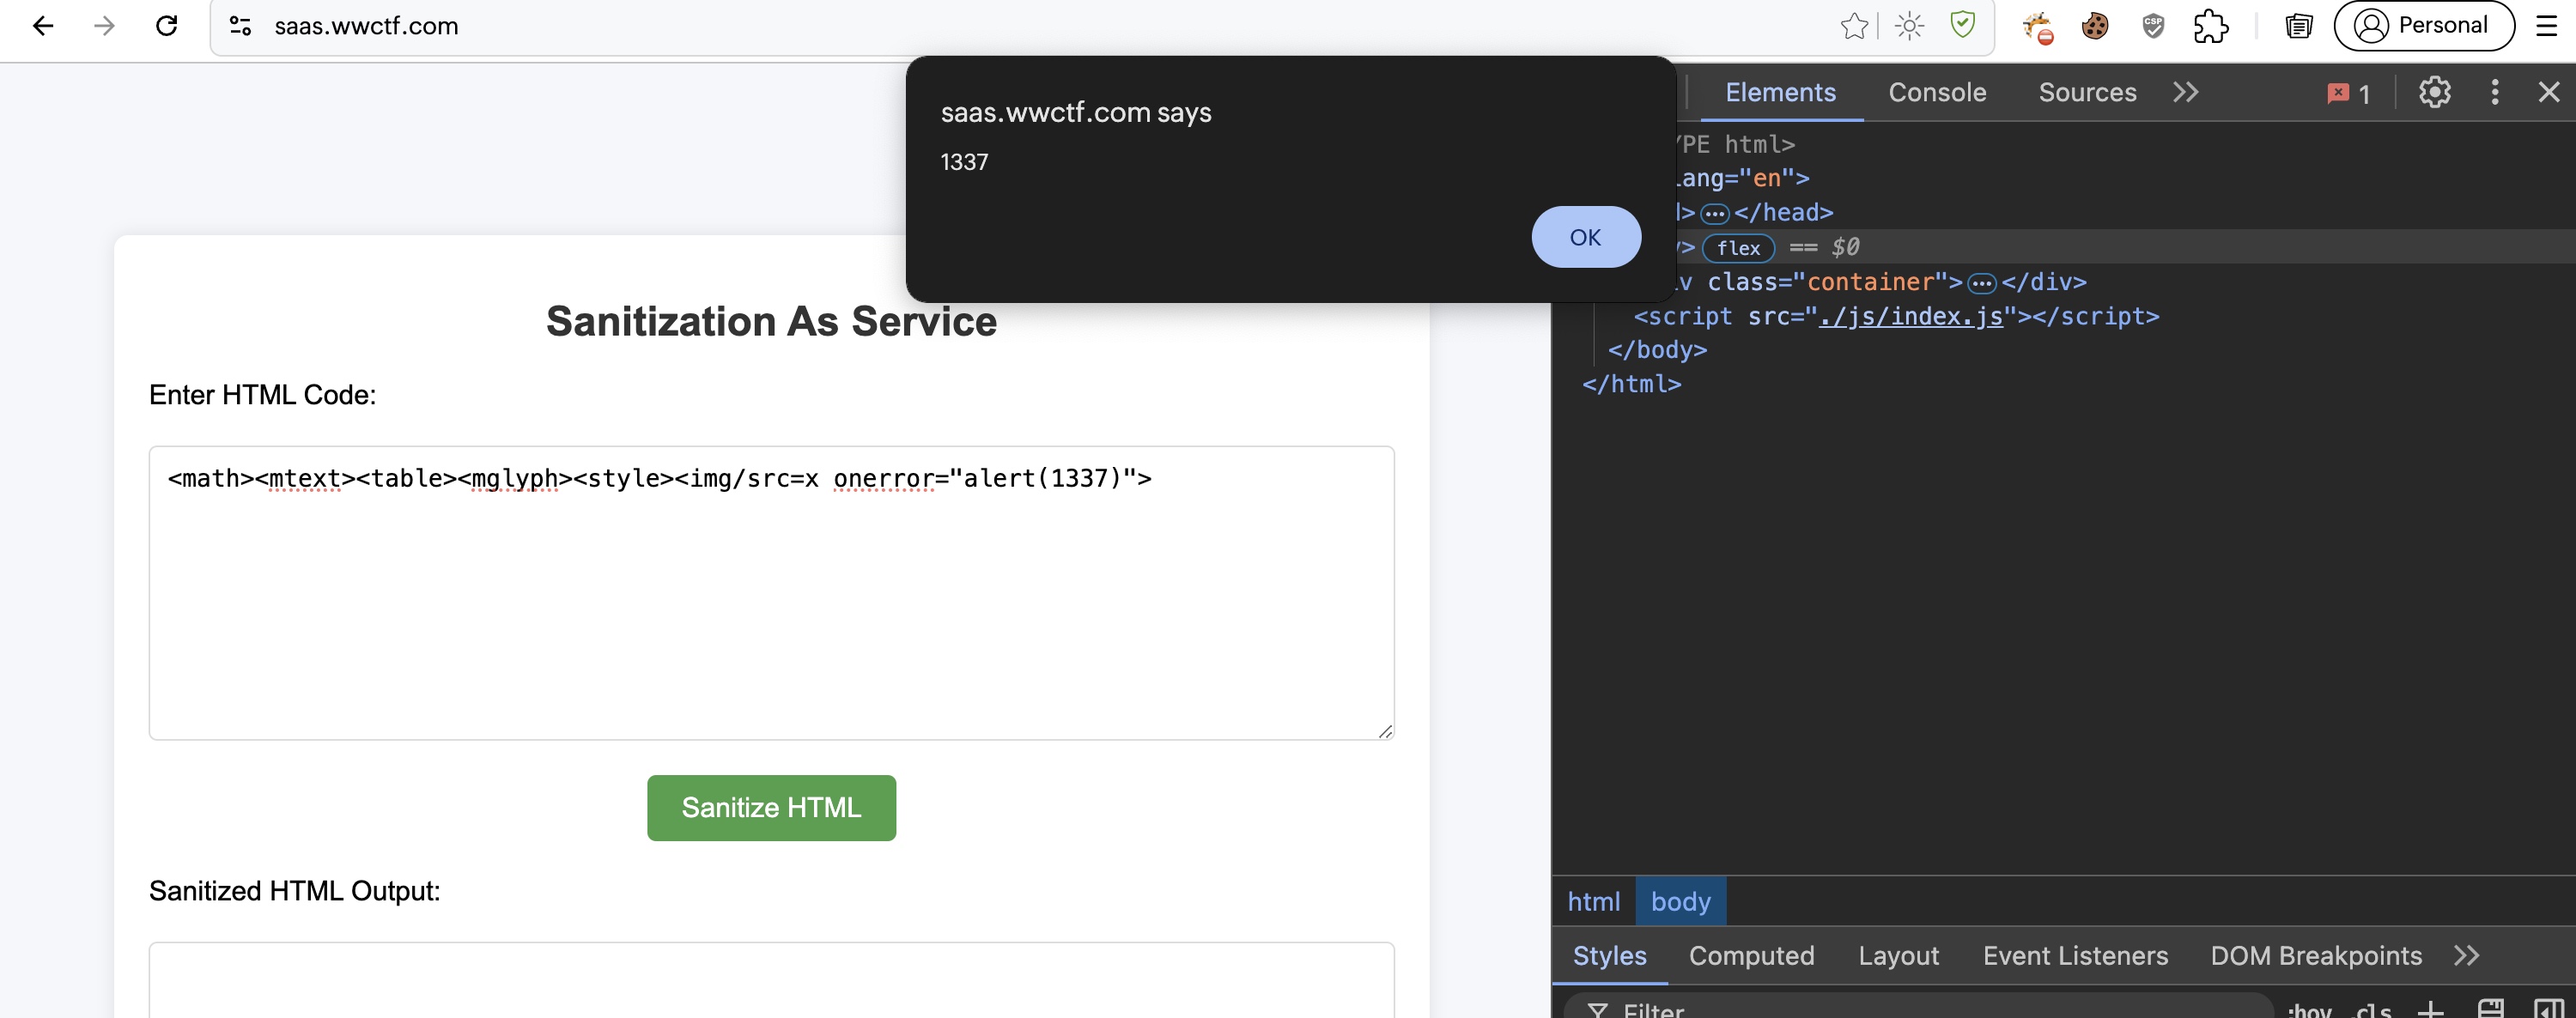 saas.wwctf.com
CSP
Personal
saas.wwctf.com says
1337
OK
Elements Console Sources 1
YPE html>
lang="en">
</head>
> flex == $0
v class="container"> </div>
<script src="./js/index.js"></script>
</body>
</html>
Sanitization As Service
Enter HTML Code:
<math><mtext><table><mglyph><style><img/src=x onerror="alert(1337)">
Sanitize HTML
Sanitized HTML Output:
html body
Styles Computed Layout Event Listeners DOM Breakpoints
Filter :hov .cls